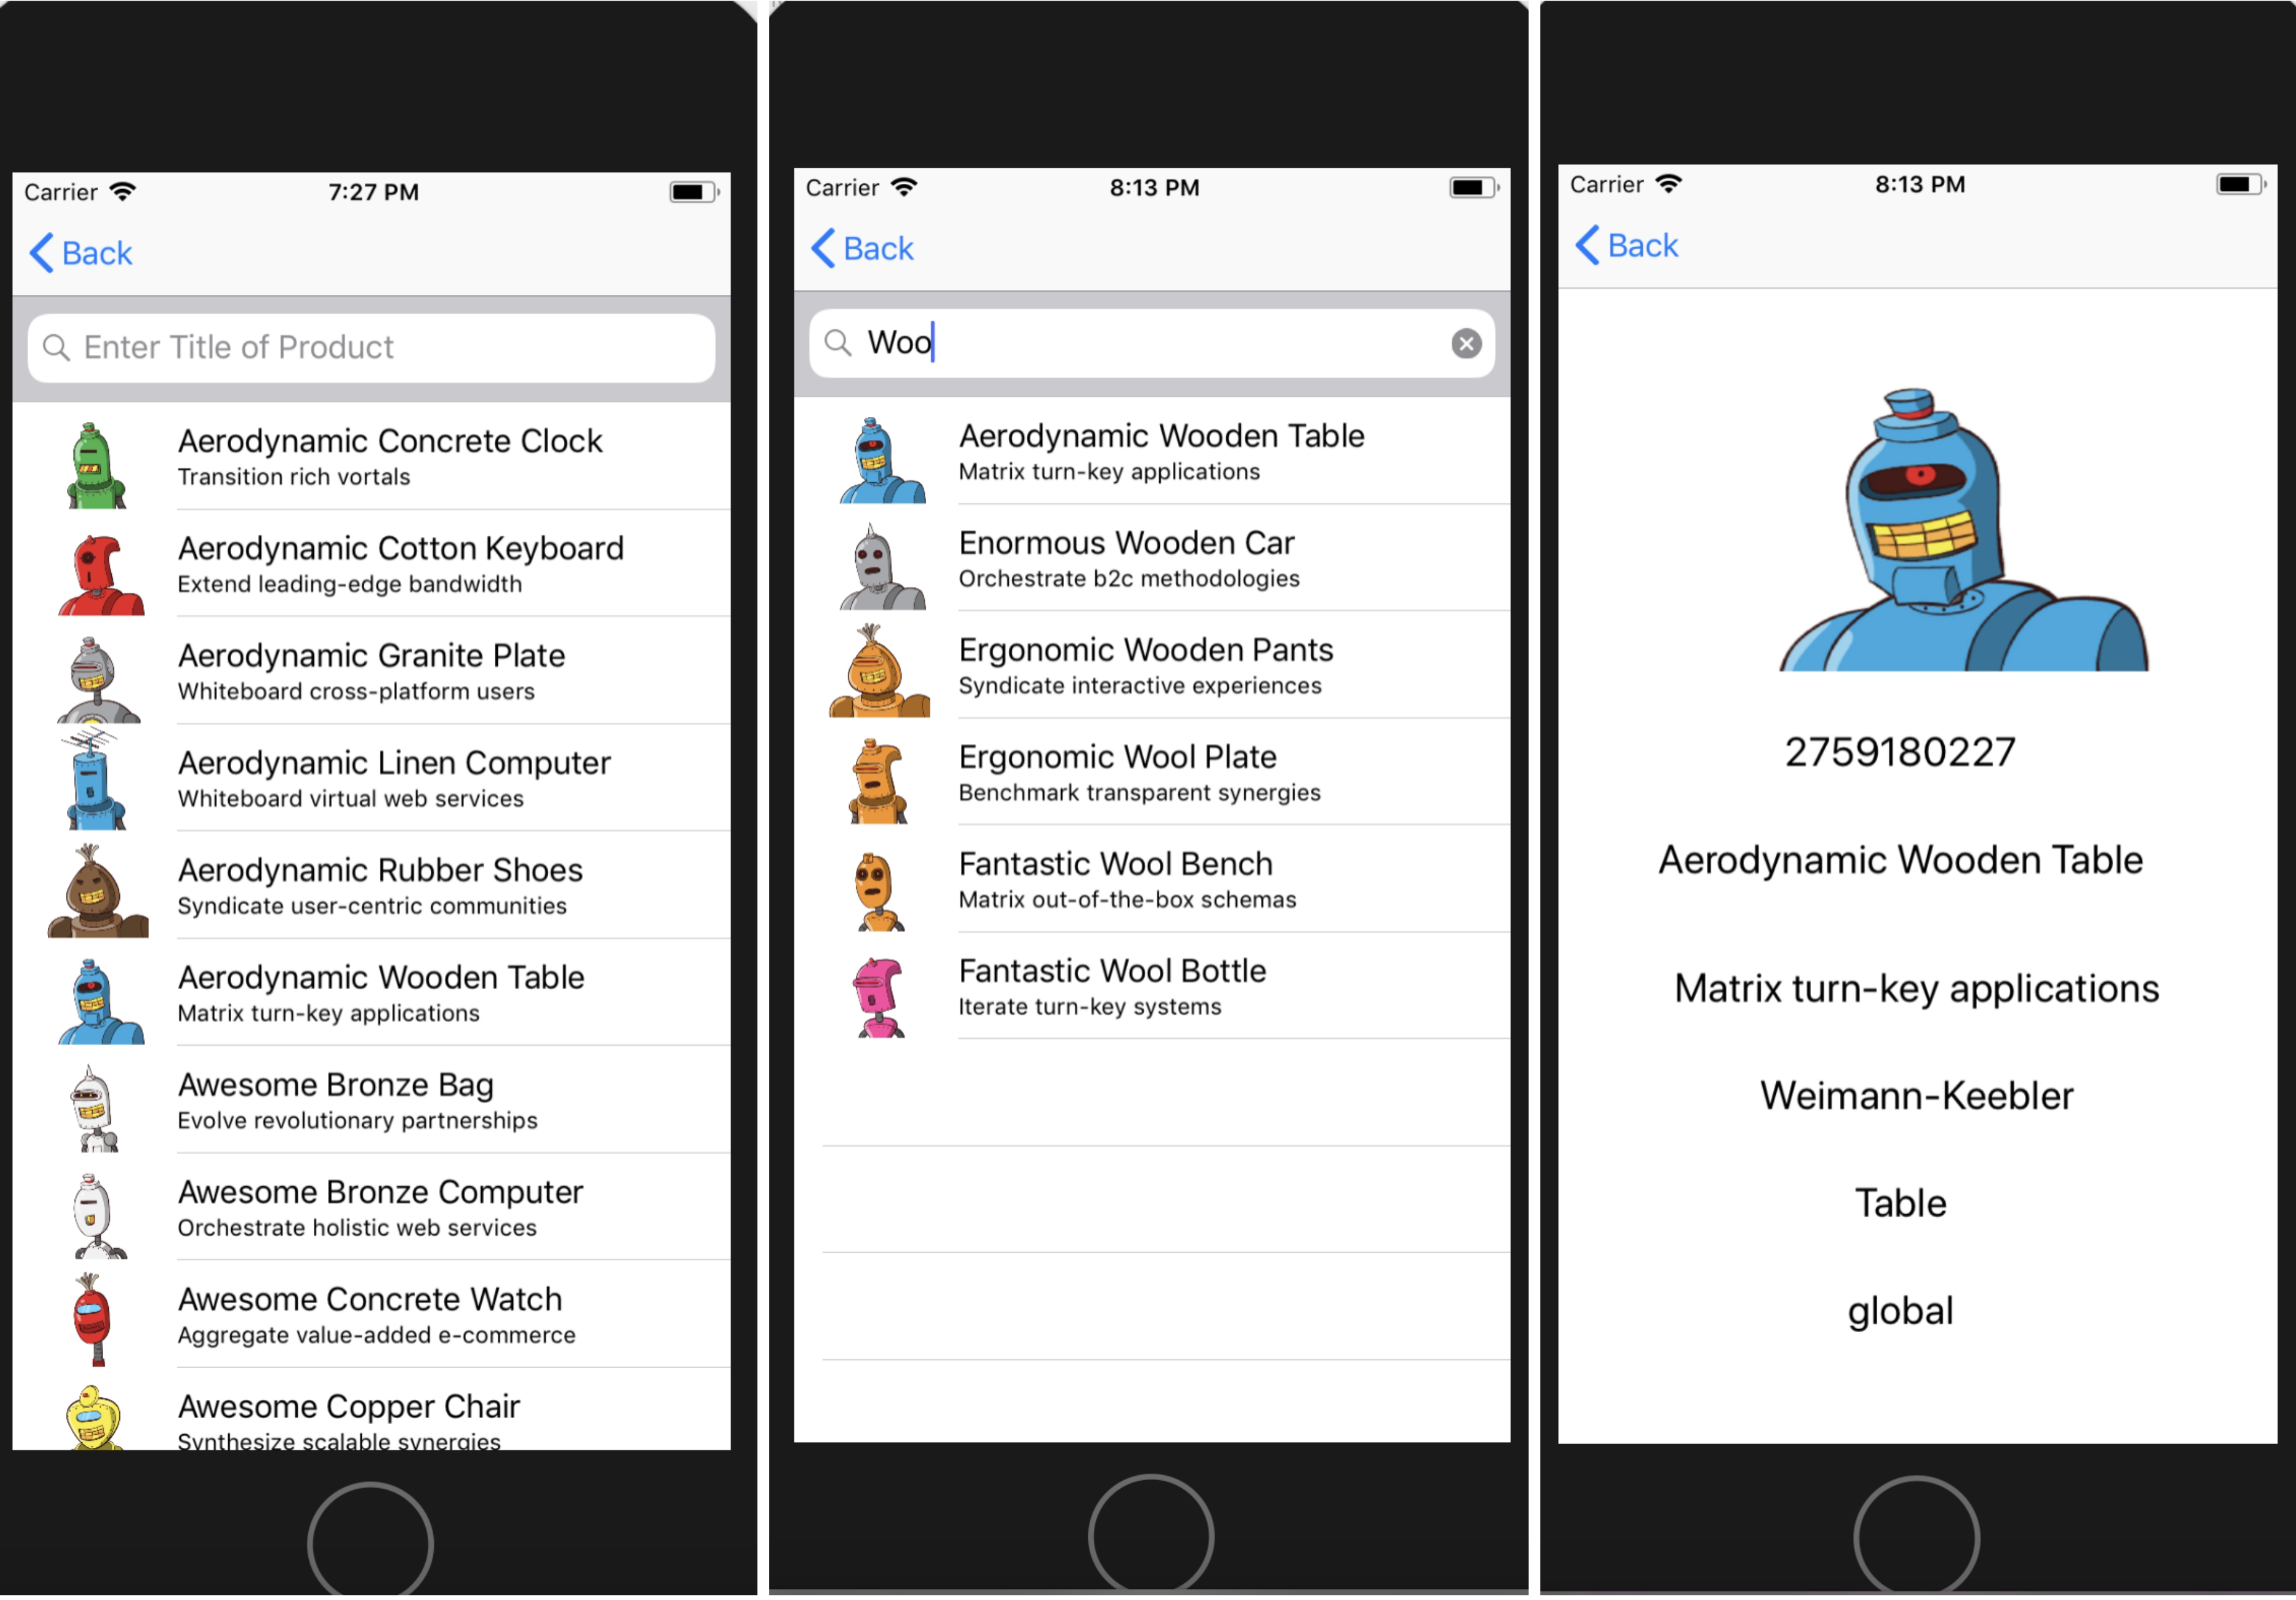 Carrier
7:27 PM
Back
Enter Title of Product
Aerodynamic Concrete Clock
Transition rich vortals
Aerodynamic Cotton Keyboard
Extend leading-edge bandwidth
Aerodynamic Granite Plate
Whiteboard cross-platform users
Aerodynamic Linen Computer
Whiteboard virtual web services
Aerodynamic Rubber Shoes
Syndicate user-centric communities
Aerodynamic Wooden Table
Matrix turn-key applications
Awesome Bronze Bag
Evolve revolutionary partnerships
Awesome Bronze Computer
Orchestrate holistic web services
Awesome Concrete Watch
Aggregate value-added e-commerce
Awesome Copper Chair
Synthesize scalable synergies
Carrier
8:13 PM
Back
Woo
Aerodynamic Wooden Table
Matrix turn-key applications
Enormous Wooden Car
Orchestrate b2c methodologies
Ergonomic Wooden Pants
Syndicate interactive experiences
Ergonomic Wool Plate
Benchmark transparent synergies
Fantastic Wool Bench
Matrix out-of-the-box schemas
Fantastic Wool Bottle
Iterate turn-key systems
Carrier
8:13 PM
Back
2759180227
Aerodynamic Wooden Table
Matrix turn-key applications
Weimann-Keebler
Table
global